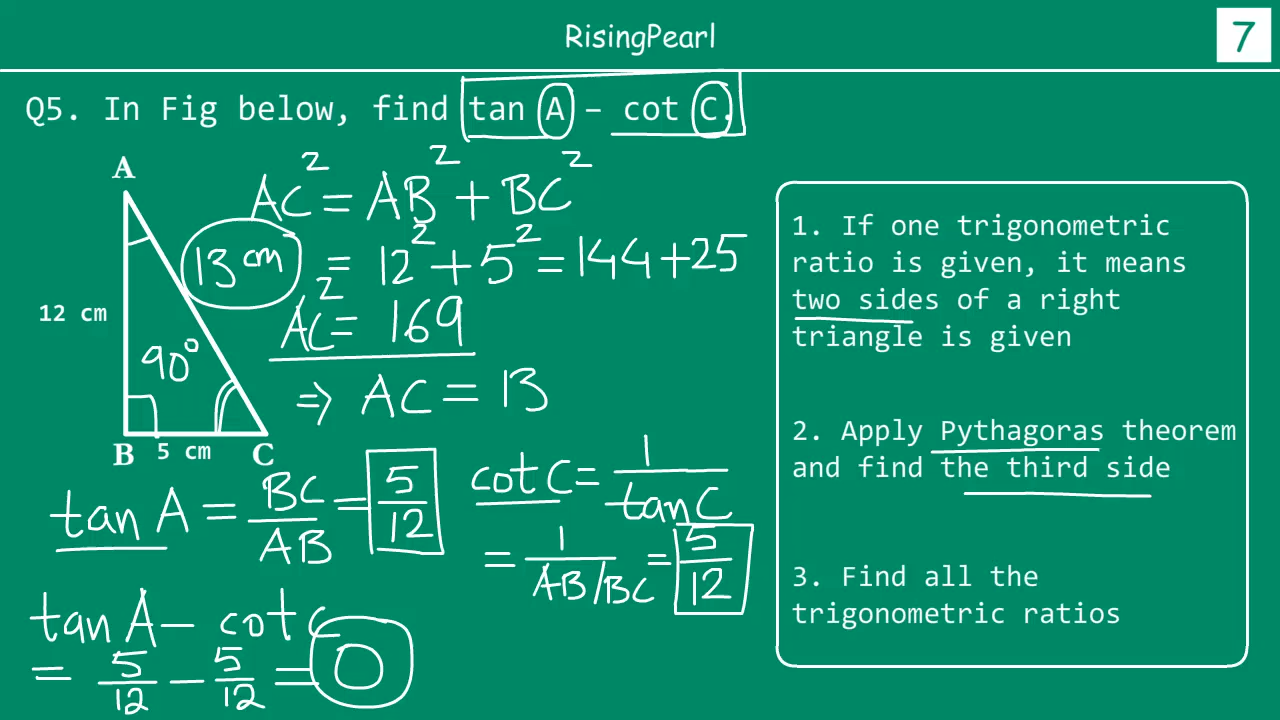 RisingPearl
7
Q5. In Fig below, find tan A – cot C.
A
12 cm
B
5 cm
C
90°
AC² = AB² + BC²
13 cm = 12² + 5² = 144 + 25
AC² = 169
⇒ AC = 13
tan A = BC/AB = 5/12
cot C = 1/tan C
= 1/AB/BC = 5/12
tan A – cot C
= 5/12 – 5/12 = 0
1. If one trigonometric
ratio is given, it means
two sides of a right
triangle is given
2. Apply Pythagoras theorem
and find the third side
3. Find all the
trigonometric ratios